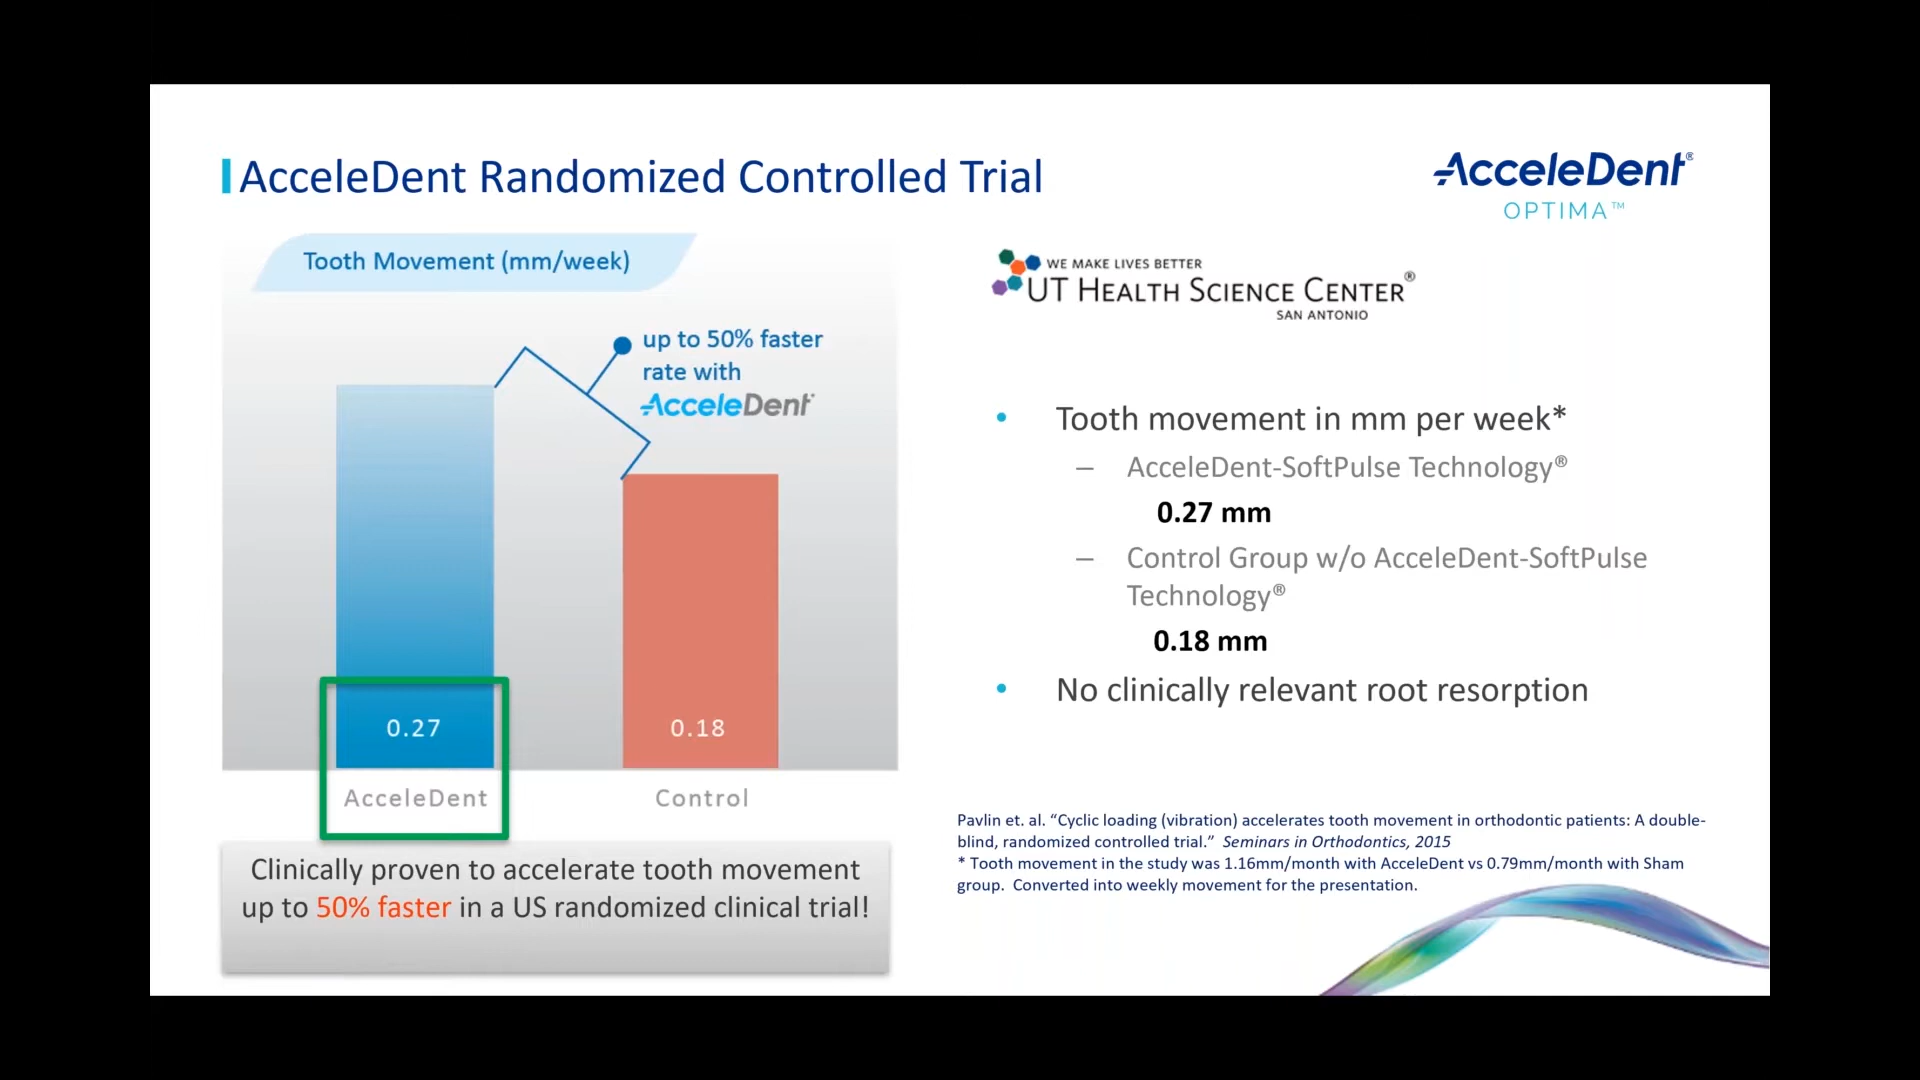 AcceleDent Randomized Controlled Trial
AcceleDent®
OPTIMA™
Tooth Movement (mm/week)
up to 50% faster
rate with
AcceleDent
0.27
0.18
AcceleDent
Control
Clinically proven to accelerate tooth movement
up to 50% faster in a US randomized clinical trial!
WE MAKE LIVES BETTER
UT HEALTH SCIENCE CENTER®
SAN ANTONIO
• Tooth movement in mm per week*
– AcceleDent-SoftPulse Technology®
0.27 mm
– Control Group w/o AcceleDent-SoftPulse
Technology®
0.18 mm
• No clinically relevant root resorption
Pavlin et. al. “Cyclic loading (vibration) accelerates tooth movement in orthodontic patients: A double-
blind, randomized controlled trial.” Seminars in Orthodontics, 2015
* Tooth movement in the study was 1.16mm/month with AcceleDent vs 0.79mm/month with Sham
group. Converted into weekly movement for the presentation.